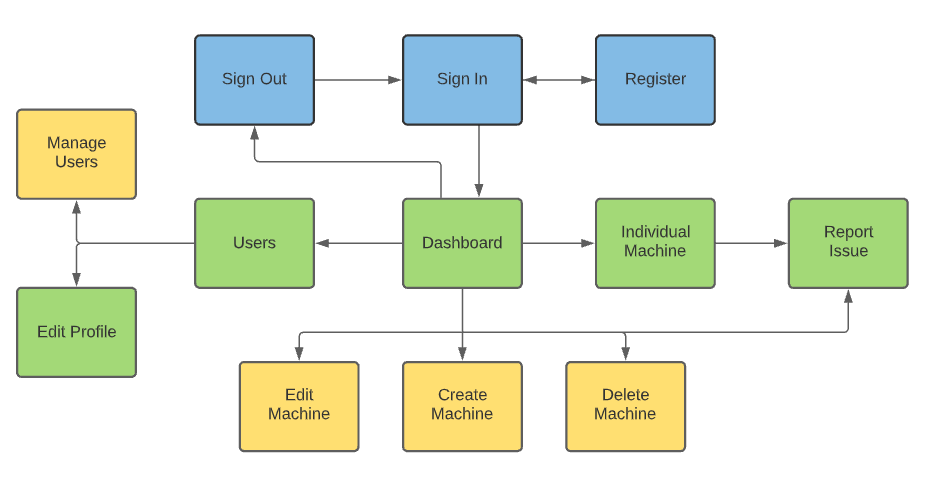 Sign Out
Sign In
Register
Manage
Users
Users
Dashboard
Individual
Machine
Report
Issue
Edit Profile
Edit
Machine
Create
Machine
Delete
Machine